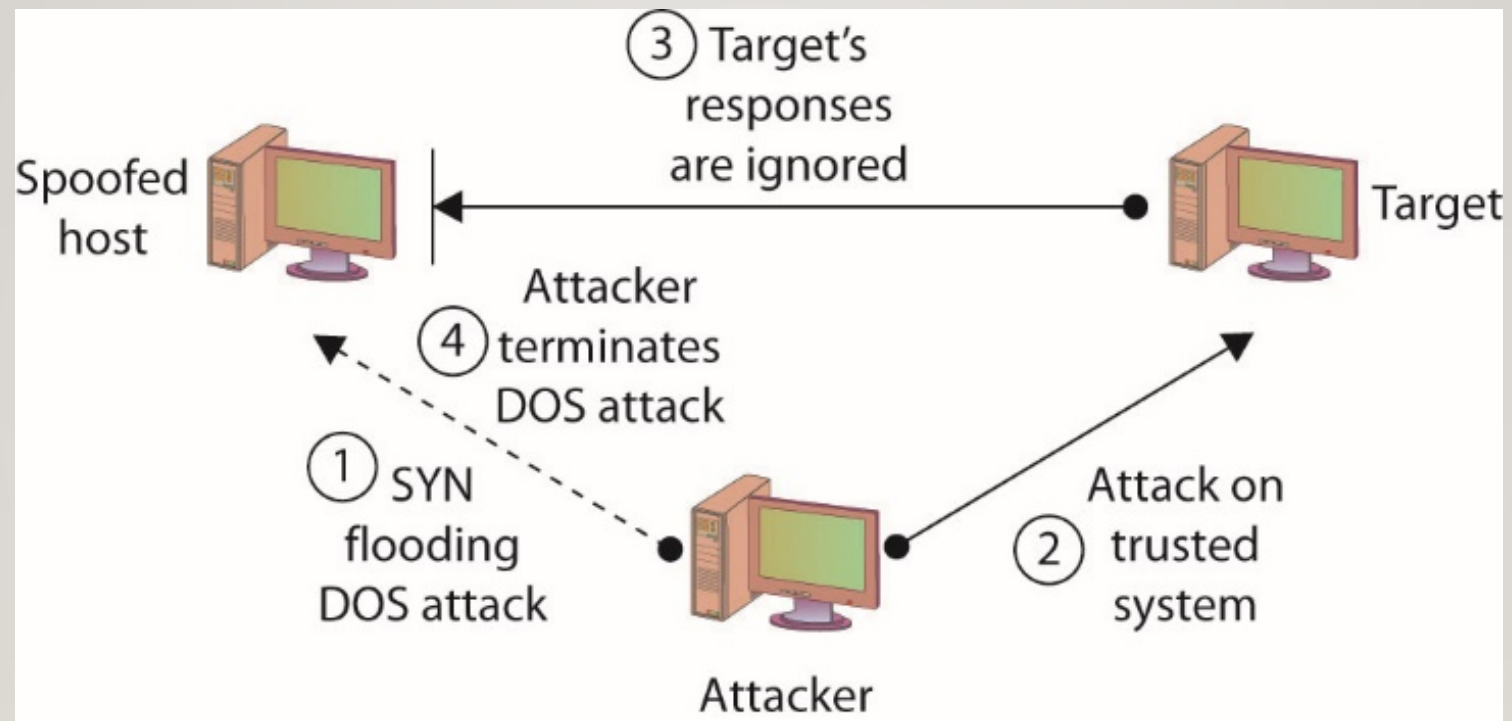 3 Target's
responses
are ignored
Spoofed
host
Target
Attacker
4 terminates
DOS attack
1 SYN
flooding
DOS attack
Attack on
2 trusted
system
Attacker